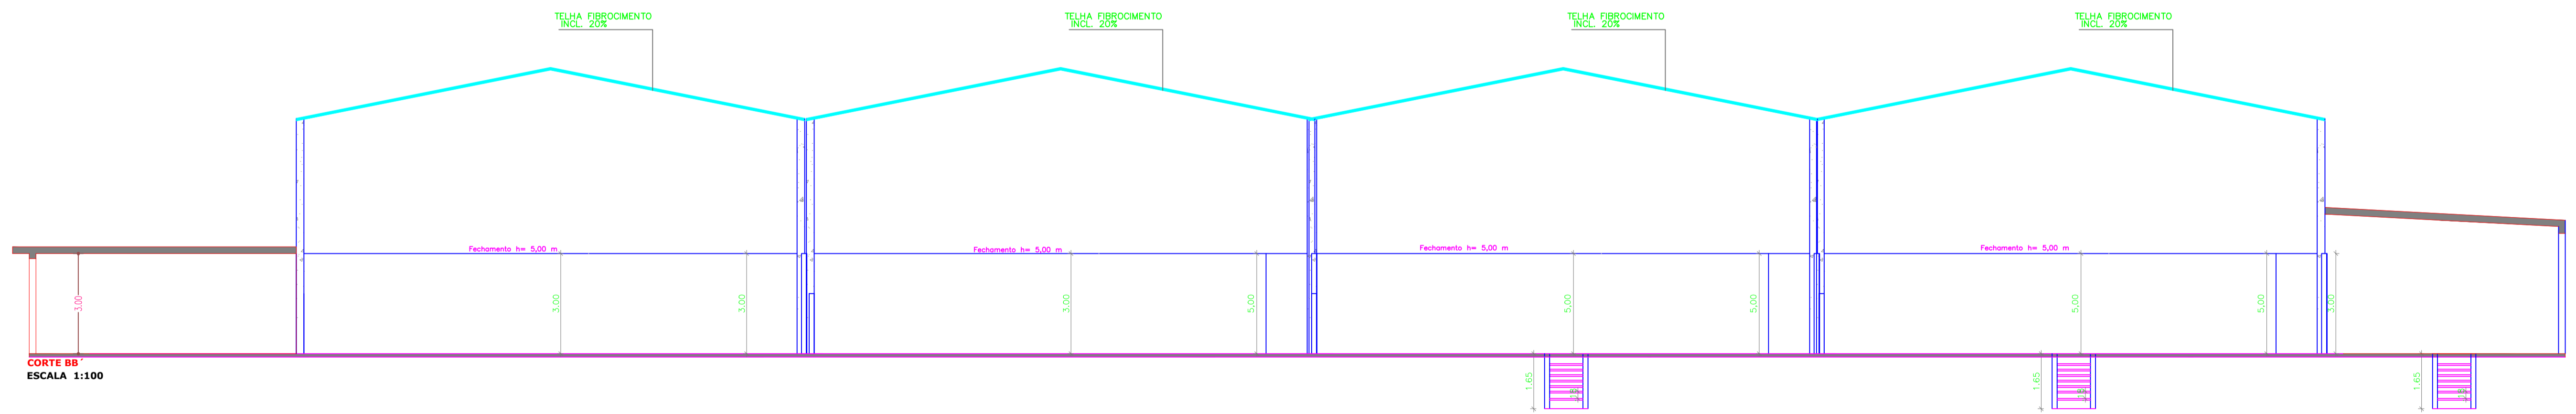 TELHA FIBROCIMENTO
INCL. 20%
TELHA FIBROCIMENTO
INCL. 20%
TELHA FIBROCIMENTO
INCL. 20%
TELHA FIBROCIMENTO
INCL. 20%
Fechamento h= 5,00 m
Fechamento h= 5,00 m
Fechamento h= 5,00 m
Fechamento h= 5,00 m
3.00
3.00
3.00
3.00
5,00
5,00
5,00
5,00
5,00
3,00
CORTE BB´
ESCALA 1:100
1.65
1.65
1.65